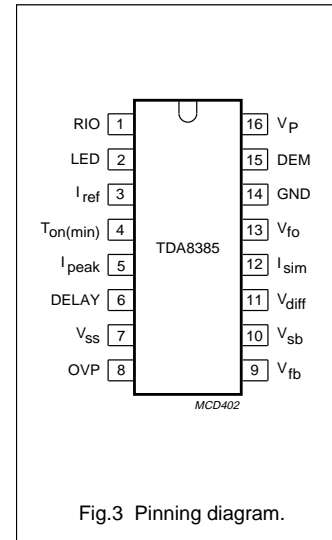 RIO 1 16 VP
LED 2 15 DEM
Iref 3 14 GND
Ton(min) 4 13 Vfo
TDA8385
Ipeak 5 12 Isim
DELAY 6 11 Vdiff
Vss 7 10 Vsb
OVP 8 9 Vfb
MCD402
Fig.3 Pinning diagram.